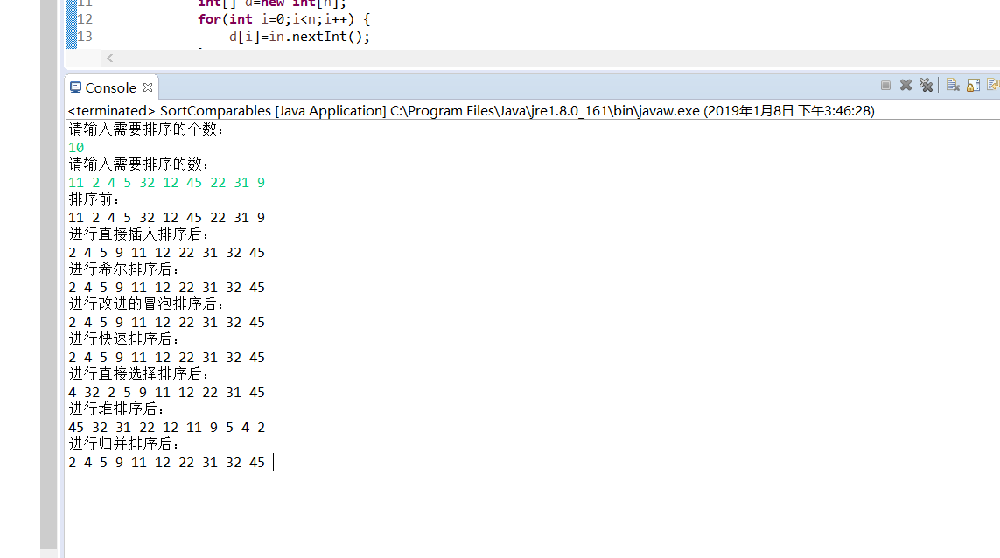 11 int[] d=new int[n];
12 for(int i=0;i<n;i++) {
13 d[i]=in.nextInt();
Console
<terminated> SortComparables [Java Application] C:\Program Files\Java\jre1.8.0_161\bin\javaw.exe (2019年1月8日 下午3:46:28)
请输入需要排序的个数：
10
请输入需要排序的数：
11 2 4 5 32 12 45 22 31 9
排序前：
11 2 4 5 32 12 45 22 31 9
进行直接插入排序后：
2 4 5 9 11 12 22 31 32 45
进行希尔排序后：
2 4 5 9 11 12 22 31 32 45
进行改进的冒泡排序后：
2 4 5 9 11 12 22 31 32 45
进行快速排序后：
2 4 5 9 11 12 22 31 32 45
进行直接选择排序后：
4 32 2 5 9 11 12 22 31 45
进行堆排序后：
45 32 31 22 12 11 9 5 4 2
进行归并排序后：
2 4 5 9 11 12 22 31 32 45